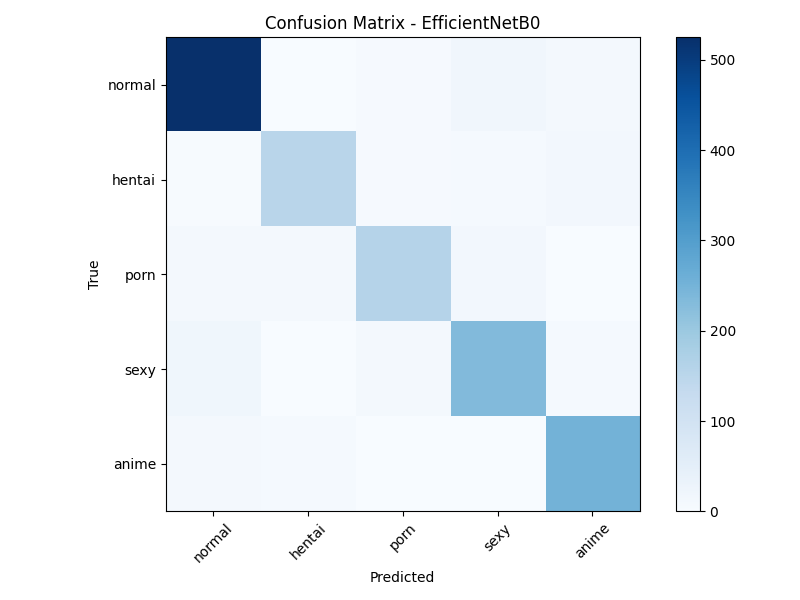 Confusion Matrix - EfficientNetB0
normal
hentai
porn
sexy
anime
True
normal
hentai
porn
sexy
anime
Predicted
500
400
300
200
100
0